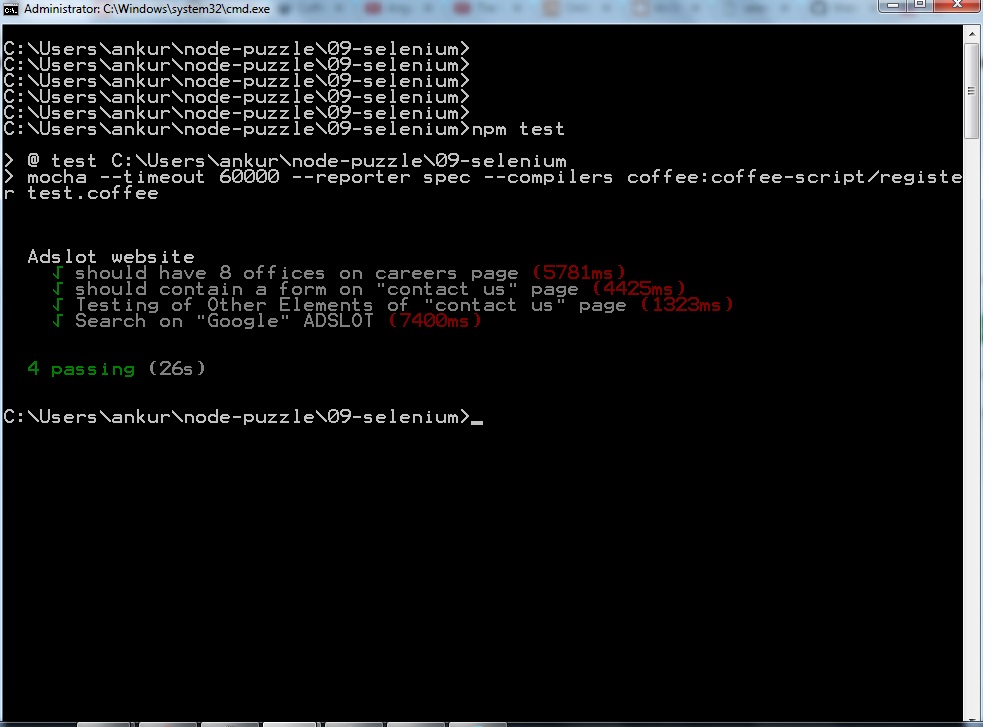 Administrator: C:\Windows\system32\cmd.exe
C:\Users\ankur\node-puzzle\09-selenium>
C:\Users\ankur\node-puzzle\09-selenium>
C:\Users\ankur\node-puzzle\09-selenium>
C:\Users\ankur\node-puzzle\09-selenium>
C:\Users\ankur\node-puzzle\09-selenium>
C:\Users\ankur\node-puzzle\09-selenium>npm test
> @ test C:\Users\ankur\node-puzzle\09-selenium
> mocha --timeout 60000 --reporter spec --compilers coffee:coffee-script/registe
r test.coffee
Adslot website
√ should have 8 offices on careers page (5781ms)
√ should contain a form on "contact us" page (4425ms)
√ Testing of Other Elements of "contact us" page (1323ms)
√ Search on "Google" ADSLOT (7400ms)
4 passing (26s)
C:\Users\ankur\node-puzzle\09-selenium>_